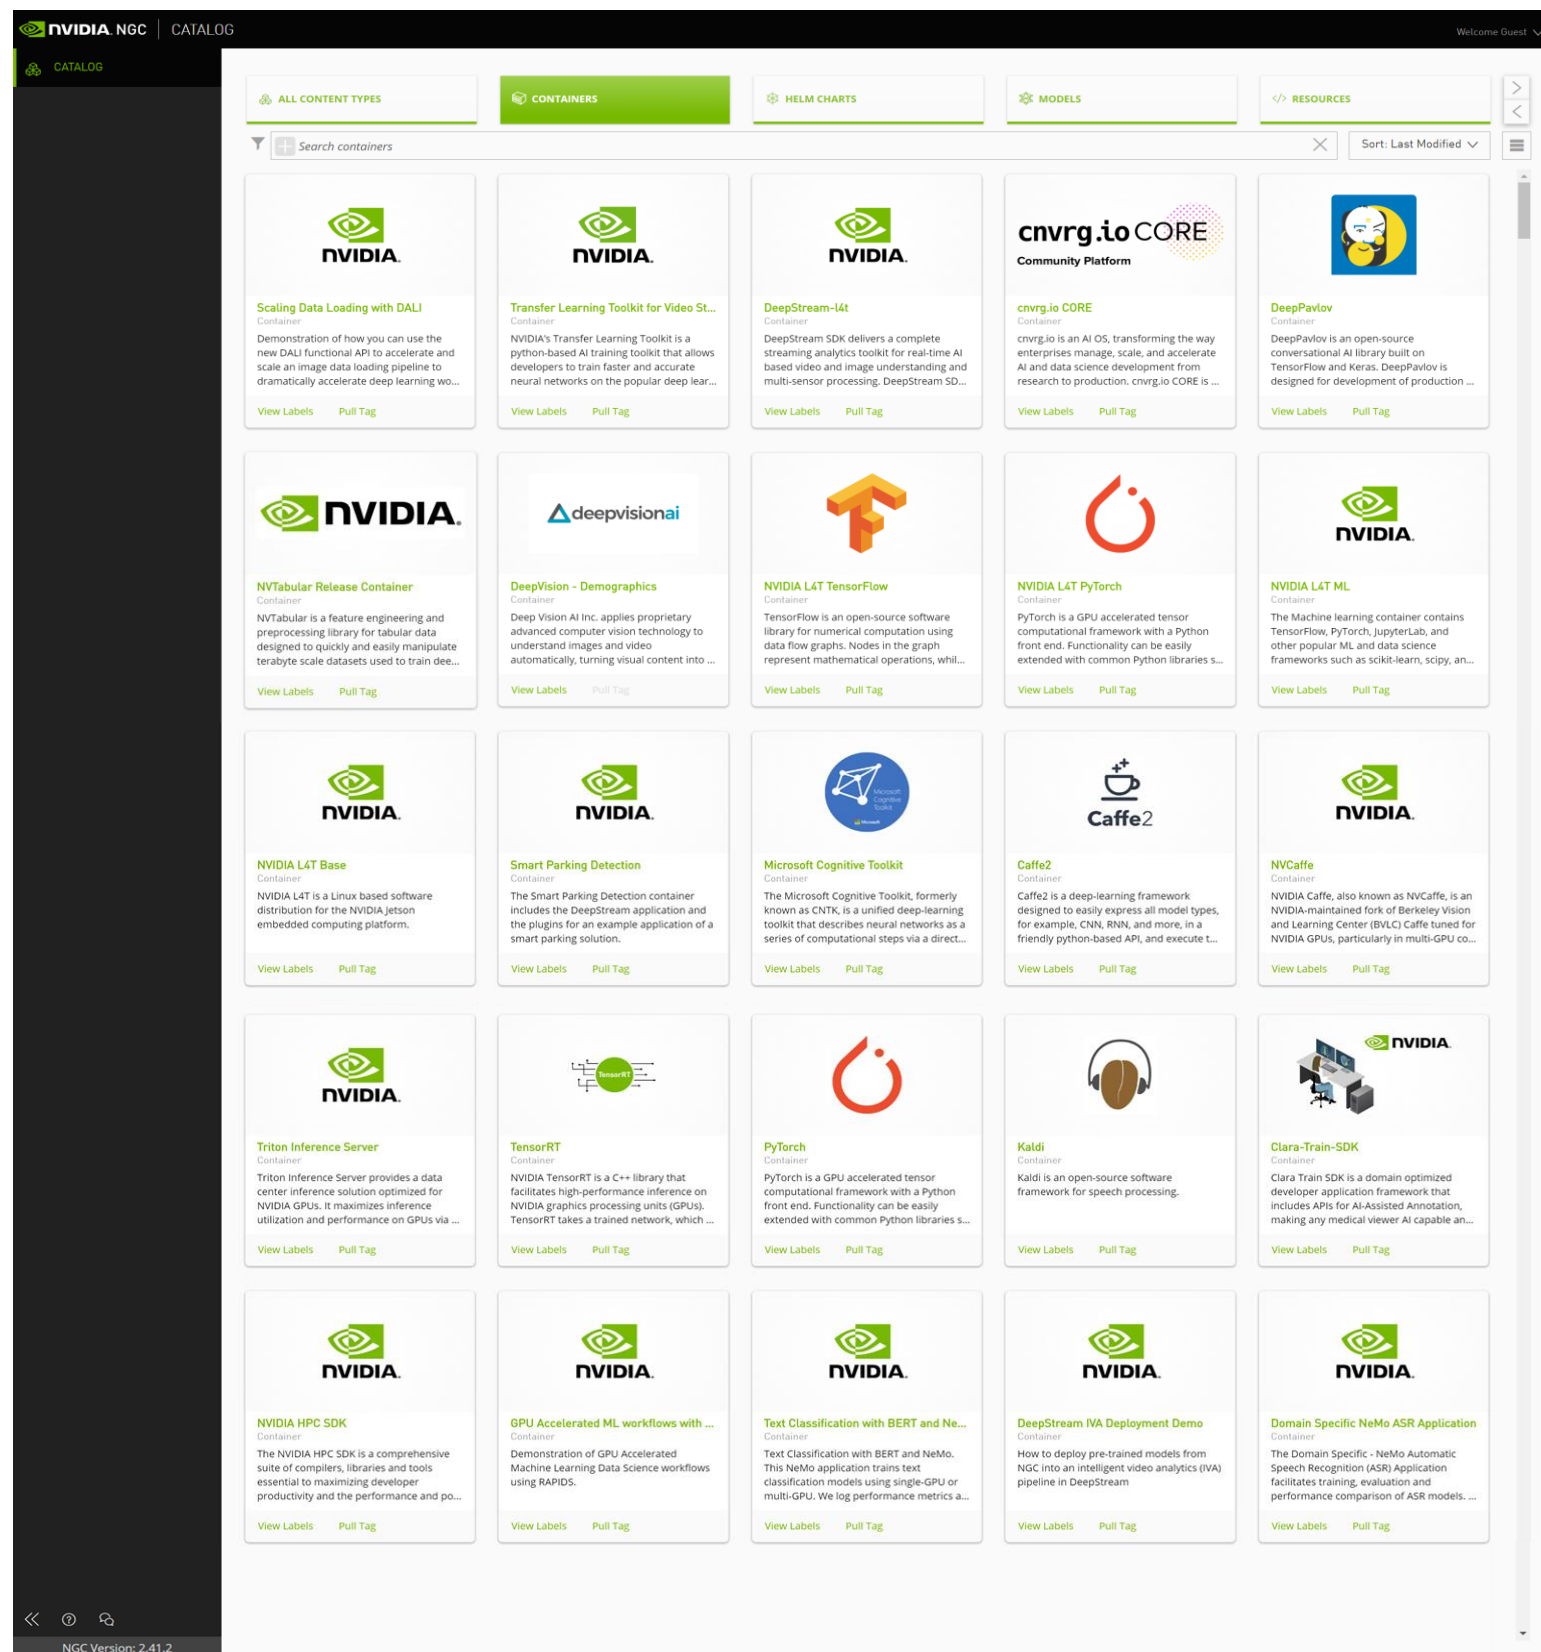 NVIDIA. NGC | CATALOG
Welcome Guest
CATALOG
ALL CONTENT TYPES
CONTAINERS
HELM CHARTS
MODELS
RESOURCES
Search containers
Sort: Last Modified
NVIDIA.
Scaling Data Loading with DALI
Container
Demonstration of how you can use the
new DALI functional API to accelerate and
scale an image data loading pipeline to
dramatically accelerate deep learning wo...
View Labels Pull Tag
NVIDIA.
Transfer Learning Toolkit for Video St...
Container
NVIDIA's Transfer Learning Toolkit is a
python-based AI training toolkit that allows
developers to train faster and accurate
neural networks on the popular deep lear...
View Labels Pull Tag
NVIDIA.
DeepStream-l4t
Container
DeepStream SDK delivers a complete
streaming analytics toolkit for real-time AI
based video and image understanding and
multi-sensor processing. DeepStream SD...
View Labels Pull Tag
cnvrg.io CORE
Community Platform
cnvrg.io CORE
Container
cnvrg.io is an AI OS, transforming the way
enterprises manage, scale, and accelerate
AI and data science development from
research to production. cnvrg.io CORE is ...
View Labels Pull Tag
DeepPavlov
Container
DeepPavlov is an open-source
conversational AI library built on
TensorFlow and Keras. DeepPavlov is
designed for development of production ...
View Labels Pull Tag
NVIDIA.
NVTabular Release Container
Container
NVTabular is a feature engineering and
preprocessing library for tabular data
designed to quickly and easily manipulate
terabyte scale datasets used to train dee...
View Labels Pull Tag
deepvisionai
DeepVision - Demographics
Container
Deep Vision AI Inc. applies proprietary
advanced computer vision technology to
understand images and video
automatically, turning visual content into ...
View Labels Pull Tag
NVIDIA L4T TensorFlow
Container
TensorFlow is an open-source software
library for numerical computation using
data flow graphs. Nodes in the graph
represent mathematical operations, whil...
View Labels Pull Tag
NVIDIA L4T PyTorch
Container
PyTorch is a GPU accelerated tensor
computational framework with a Python
front end. Functionality can be easily
extended with common Python libraries s...
View Labels Pull Tag
NVIDIA.
NVIDIA L4T ML
Container
The Machine learning container contains
TensorFlow, PyTorch, JupyterLab, and
other popular ML and data science
frameworks such as scikit-learn, scipy, an...
View Labels Pull Tag
NVIDIA.
NVIDIA L4T Base
Container
NVIDIA L4T is a Linux based software
distribution for the NVIDIA Jetson
embedded computing platform.
View Labels Pull Tag
NVIDIA.
Smart Parking Detection
Container
The Smart Parking Detection container
includes the DeepStream application and
the plugins for an example application of a
smart parking solution.
View Labels Pull Tag
Microsoft
Cognitive
Toolkit
Microsoft
Microsoft Cognitive Toolkit
Container
The Microsoft Cognitive Toolkit, formerly
known as CNTK, is a unified deep-learning
toolkit that describes neural networks as a
series of computational steps via a direct...
View Labels Pull Tag
Caffe2
Caffe2
Container
Caffe2 is a deep-learning framework
designed to easily express all model types,
for example, CNN, RNN, and more, in a
friendly python-based API, and execute t...
View Labels Pull Tag
NVIDIA.
NVCaffe
Container
NVIDIA Caffe, also known as NVCaffe, is an
NVIDIA-maintained fork of Berkeley Vision
and Learning Center (BVLC) Caffe tuned for
NVIDIA GPUs, particularly in multi-GPU co...
View Labels Pull Tag
NVIDIA.
Triton Inference Server
Container
Triton Inference Server provides a data
center inference solution optimized for
NVIDIA GPUs. It maximizes inference
utilization and performance on GPUs via ...
View Labels Pull Tag
TensorRT
TensorRT
Container
NVIDIA TensorRT is a C++ library that
facilitates high-performance inference on
NVIDIA graphics processing units (GPUs).
TensorRT takes a trained network, which ...
View Labels Pull Tag
PyTorch
Container
PyTorch is a GPU accelerated tensor
computational framework with a Python
front end. Functionality can be easily
extended with common Python libraries s...
View Labels Pull Tag
Kaldi
Container
Kaldi is an open-source software
framework for speech processing.
View Labels Pull Tag
NVIDIA.
Clara-Train-SDK
Container
Clara Train SDK is a domain optimized
developer application framework that
includes APIs for AI-Assisted Annotation,
making any medical viewer AI capable an...
View Labels Pull Tag
NVIDIA.
NVIDIA HPC SDK
Container
The NVIDIA HPC SDK is a comprehensive
suite of compilers, libraries and tools
essential to maximizing developer
productivity and the performance and po...
View Labels Pull Tag
NVIDIA.
GPU Accelerated ML workflows with ...
Container
Demonstration of GPU Accelerated
Machine Learning Data Science workflows
using RAPIDS.
View Labels Pull Tag
NVIDIA.
Text Classification with BERT and Ne...
Container
Text Classification with BERT and NeMo.
This NeMo application trains text
classification models using single-GPU or
multi-GPU. We log performance metrics a...
View Labels Pull Tag
NVIDIA.
DeepStream IVA Deployment Demo
Container
How to deploy pre-trained models from
NGC into an intelligent video analytics (IVA)
pipeline in DeepStream
View Labels Pull Tag
NVIDIA.
Domain Specific NeMo ASR Application
Container
The Domain Specific - NeMo Automatic
Speech Recognition (ASR) Application
facilitates training, evaluation and
performance comparison of ASR models. ...
View Labels Pull Tag
NGC Version: 2.41.2